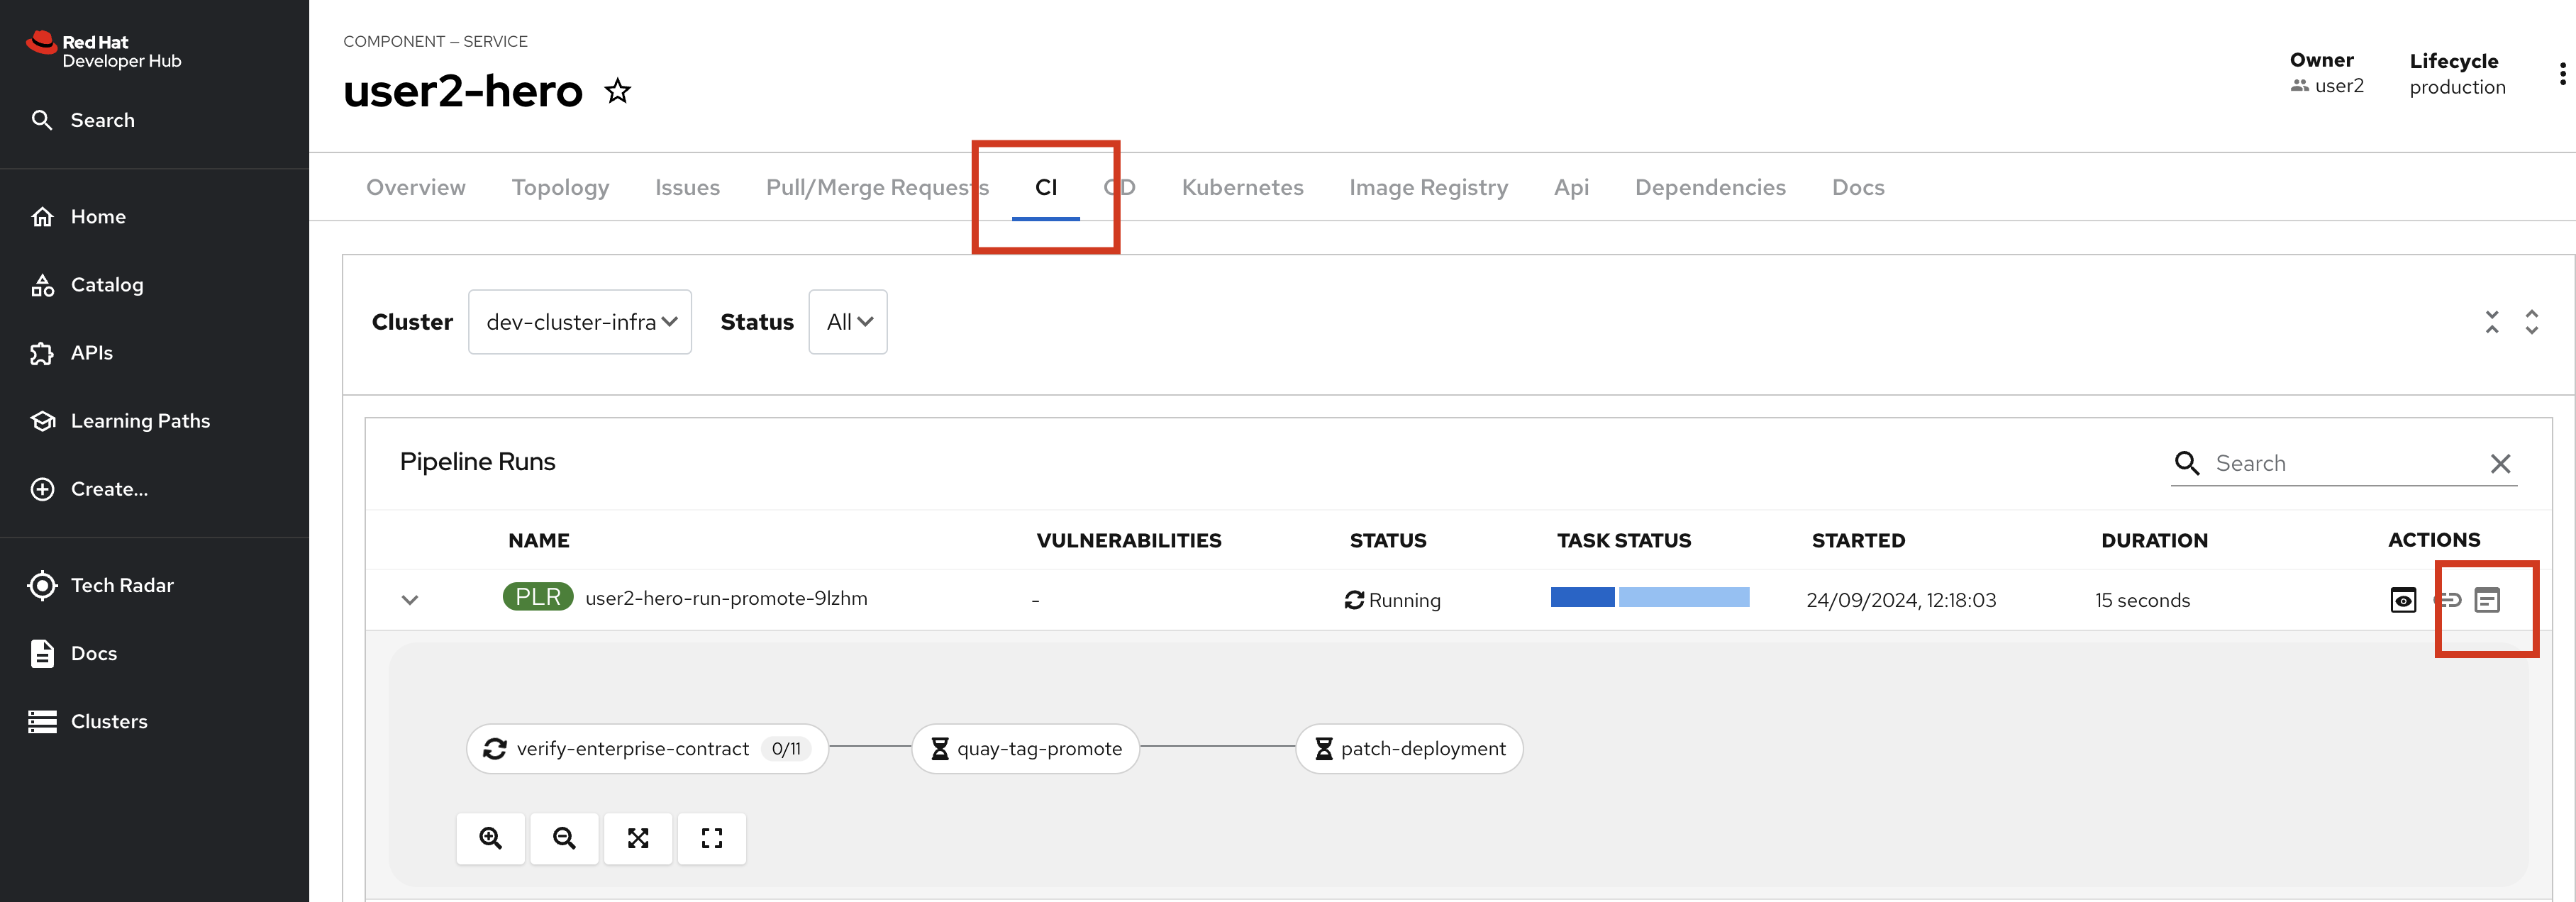 Red Hat
Developer Hub
Search
Home
Catalog
APIs
Learning Paths
Create...
Tech Radar
Docs
Clusters
COMPONENT — SERVICE
user2-hero
Owner
user2
Lifecycle
production
Overview Topology Issues Pull/Merge Requests CI CD Kubernetes Image Registry Api Dependencies Docs
Cluster dev-cluster-infra Status All
Pipeline Runs
Search
NAME VULNERABILITIES STATUS TASK STATUS STARTED DURATION ACTIONS
PLR user2-hero-run-promote-9lzhm - Running 24/09/2024, 12:18:03 15 seconds
verify-enterprise-contract 0/11 quay-tag-promote patch-deployment